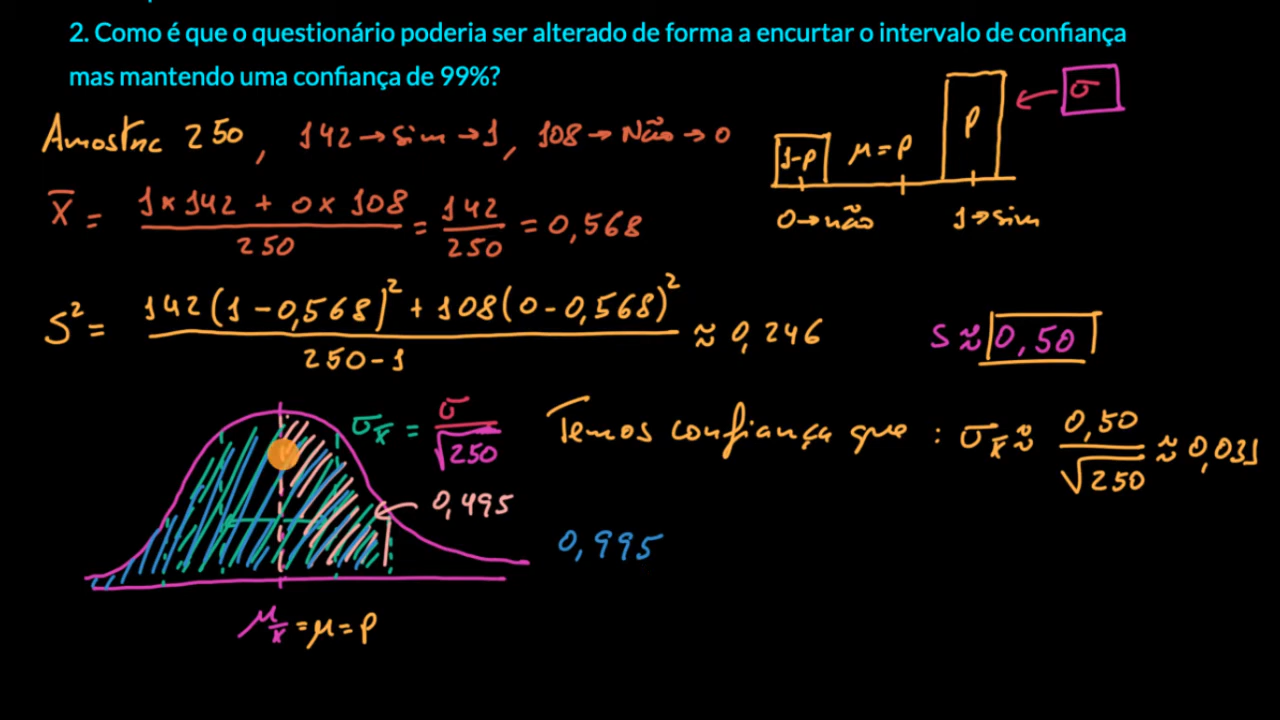 2. Como é que o questionário poderia ser alterado de forma a encurtar o intervalo de confiança
mas mantendo uma confiança de 99%?
Amostra 250, 142→Sim→1, 108→Não→0
1-p μ=p p ← σ
0→não 1→sim
x̄ = (1×142 + 0×108)/250 = 142/250 = 0,568
S² = (142(1-0,568)² + 108(0-0,568)²)/(250-1) ≈ 0,246
S ≈ 0,50
σx̄ = σ/√250
Temos confiança que : σx̄ ≈ 0,50/√250 ≈ 0,031
0,495
0,995
μx̄ = μ = p